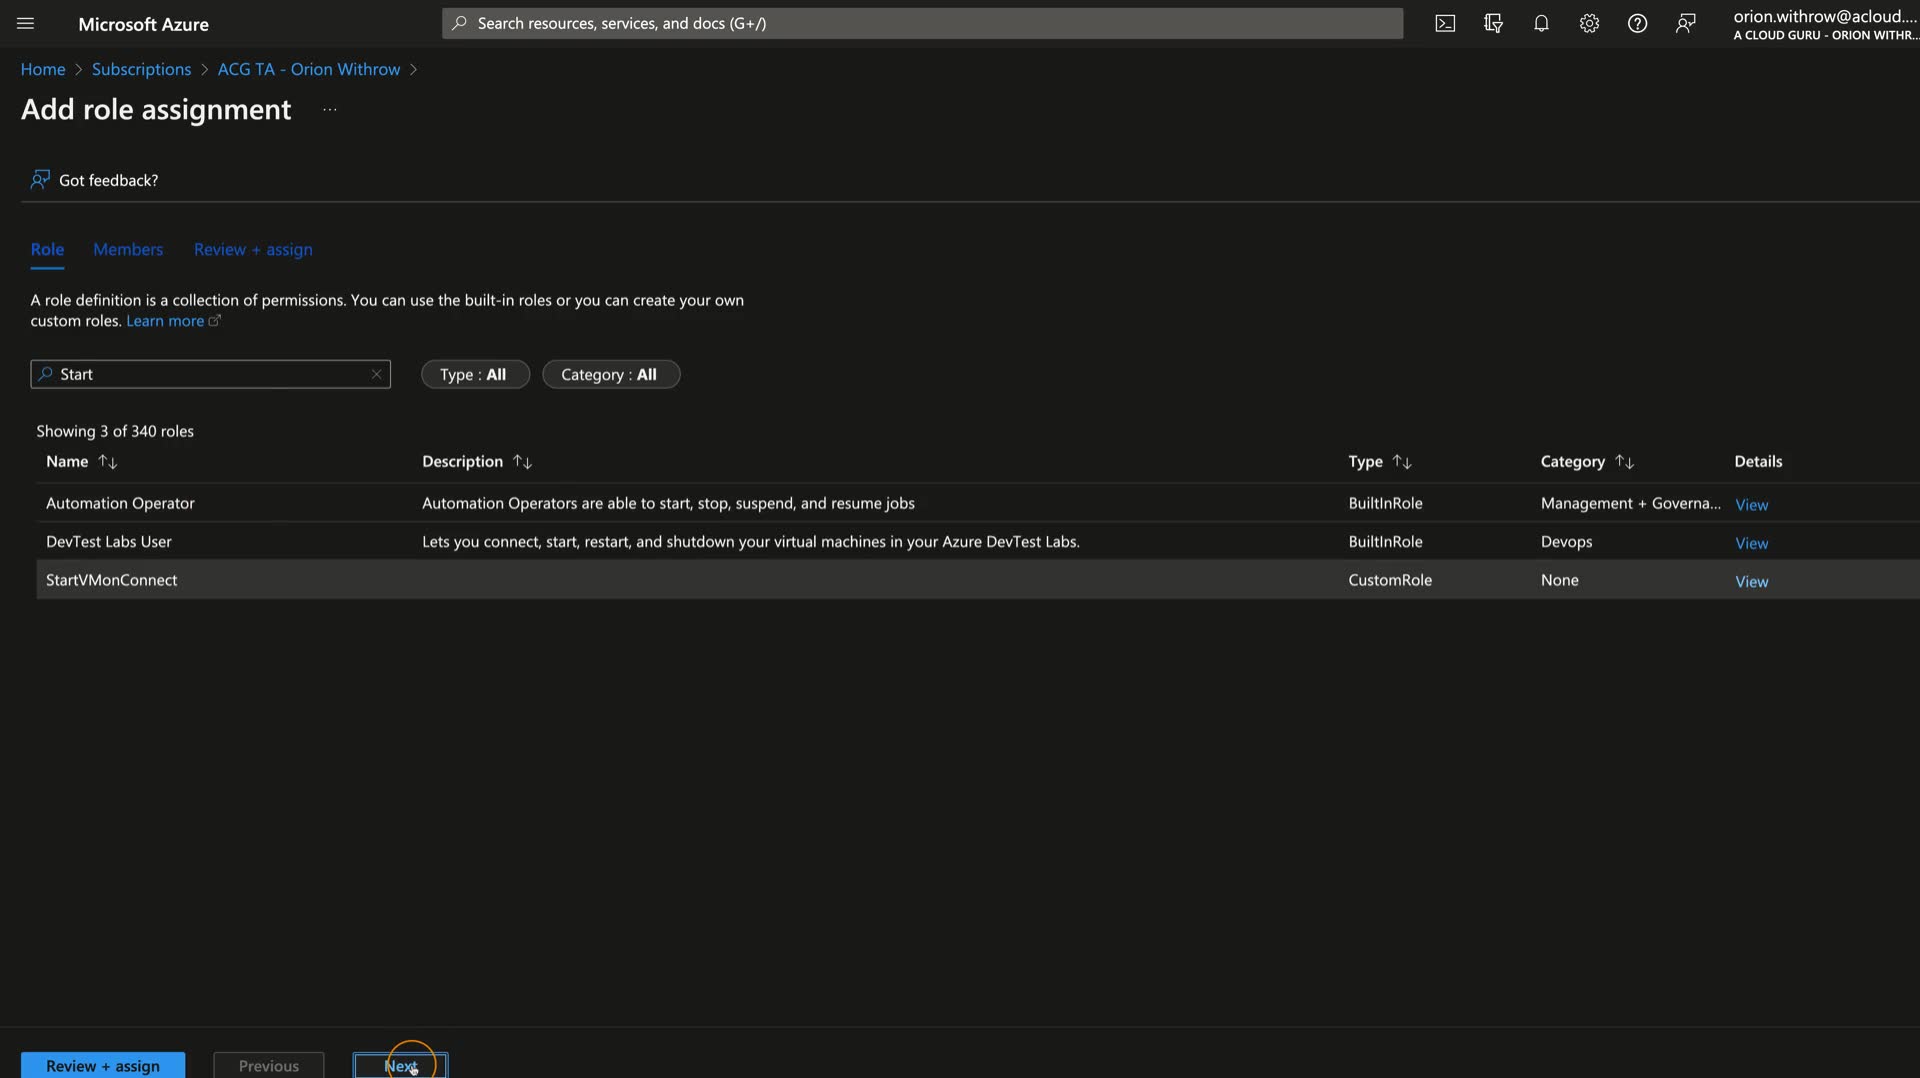 Microsoft Azure
Search resources, services, and docs (G+/)
orion.withrow@acloud....
A CLOUD GURU - ORION WITHR...
Home > Subscriptions > ACG TA - Orion Withrow >
Add role assignment ...
Got feedback?
Role Members Review + assign
A role definition is a collection of permissions. You can use the built-in roles or you can create your own
custom roles. Learn more
Start
Type : All
Category : All
Showing 3 of 340 roles
Name Description Type Category Details
Automation Operator Automation Operators are able to start, stop, suspend, and resume jobs BuiltInRole Management + Governa... View
DevTest Labs User Lets you connect, start, restart, and shutdown your virtual machines in your Azure DevTest Labs. BuiltInRole Devops View
StartVMonConnect CustomRole None View
Review + assign Previous Next